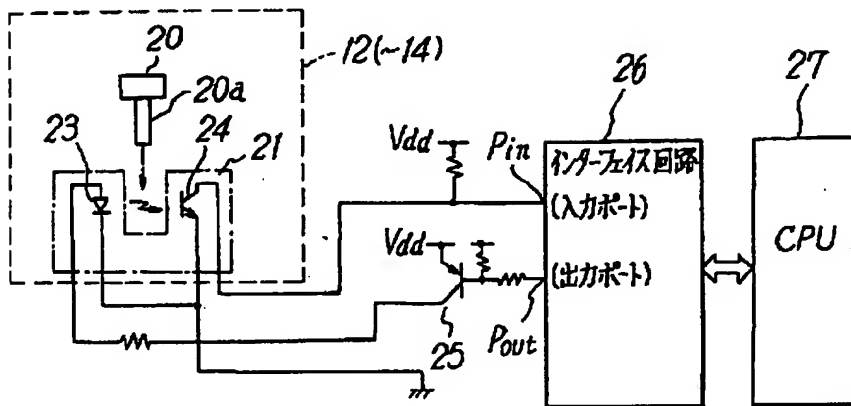 20
12(~14)
20a
26
27
23
24
21
Vdd
Pin
インターフェイス回路
(入力ポート)
CPU
Vdd
(出力ポート)
25
Pout